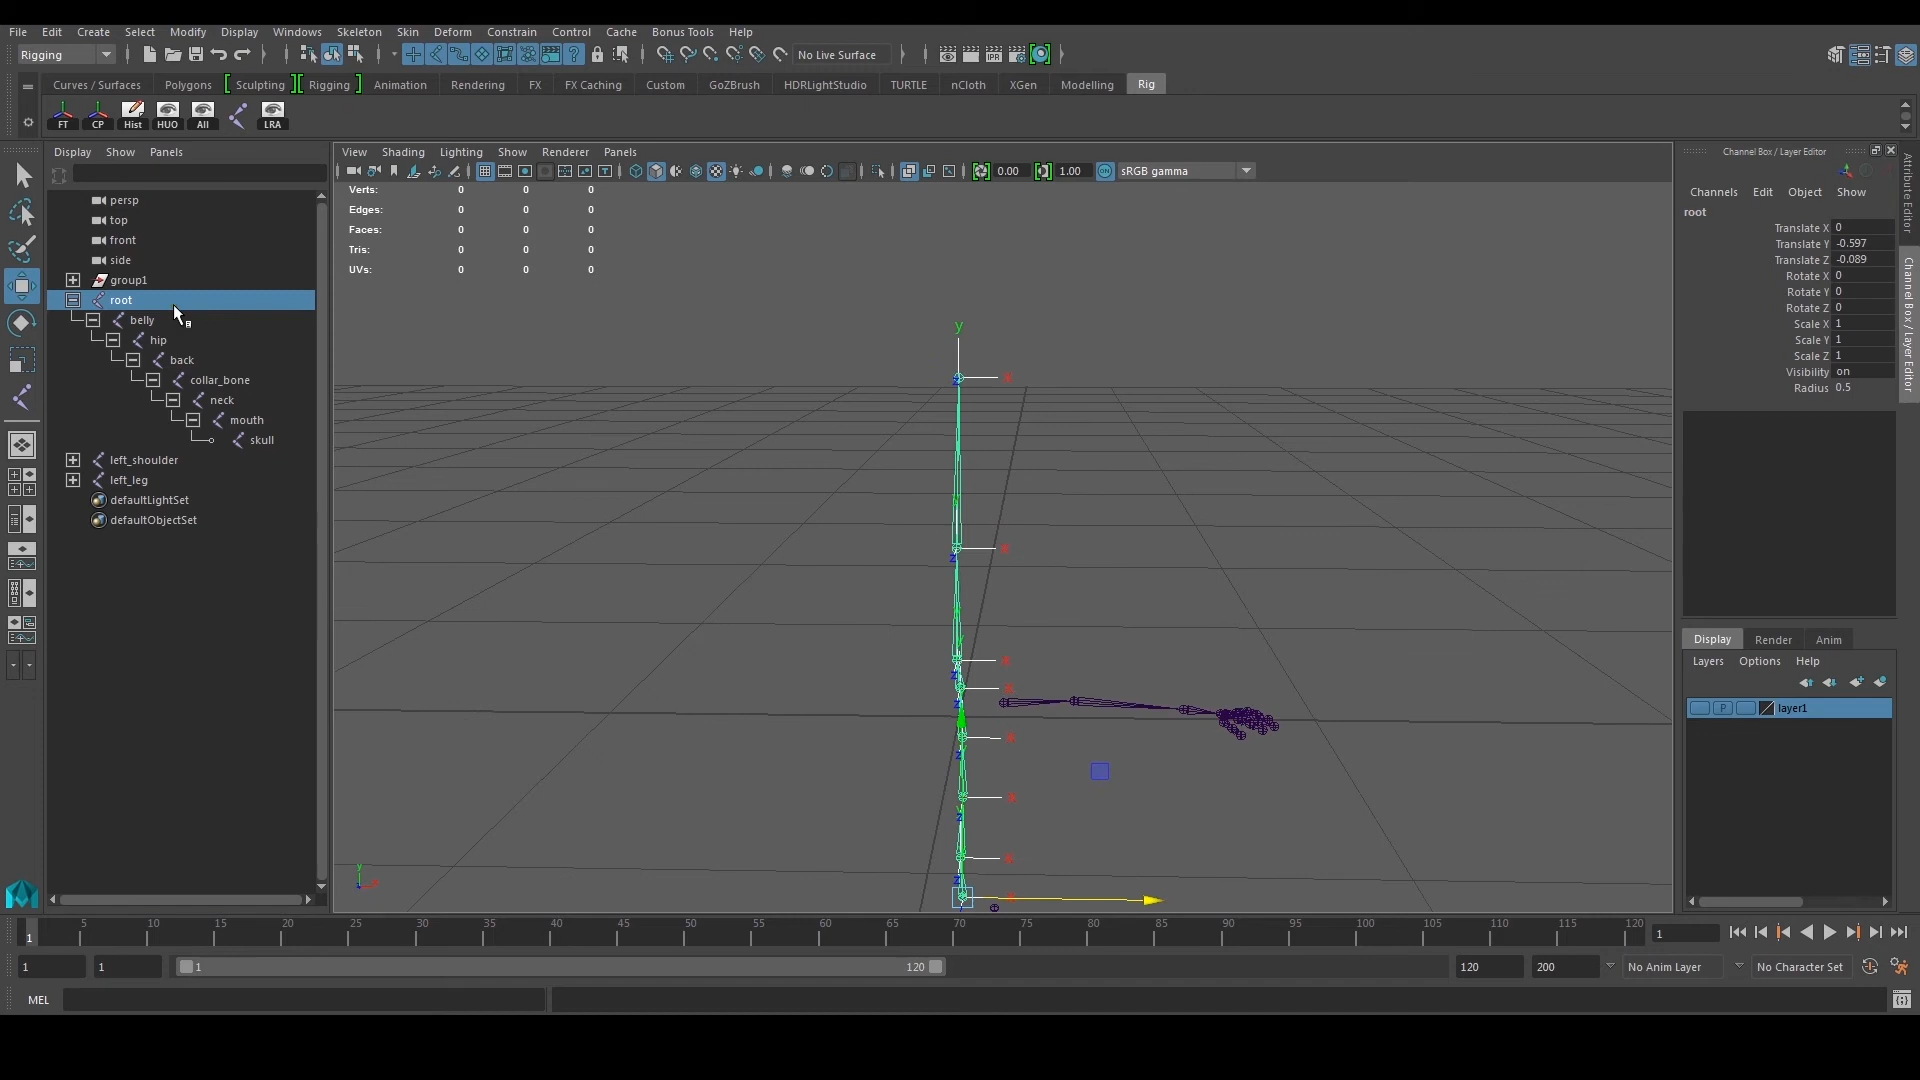 File Edit Create Select Modify Display Windows Skeleton Skin Deform Constrain Control Cache Bonus Tools Help
Rigging No Live Surface IPR
Curves / Surfaces Polygons Sculpting Rigging Animation Rendering FX FX Caching Custom GoZBrush HDRLightStudio TURTLE nCloth XGen Modelling Rig
FT CP Hist HUO All LRA
Display Show Panels
View Shading Lighting Show Renderer Panels
0.00 1.00 ON sRGB gamma
Channel Box / Layer Editor
Channels Edit Object Show
Attribute Editor
Channel Box / Layer Editor
persp
top
front
side
group1
root
belly
hip
back
collar_bone
neck
mouth
skull
left_shoulder
left_leg
defaultLightSet
defaultObjectSet
Verts: 0 0 0
Edges: 0 0 0
Faces: 0 0 0
Tris: 0 0 0
UVs: 0 0 0
y
root
Translate X 0
Translate Y -0.597
Translate Z -0.089
Rotate X 0
Rotate Y 0
Rotate Z 0
Scale X 1
Scale Y 1
Scale Z 1
Visibility on
Radius 0.5
Display Render Anim
Layers Options Help
P layer1
1 5 10 15 20 25 30 35 40 45 50 55 60 65 70 75 80 85 90 95 100 105 110 115 120 1
1 1 1 120 120 200 No Anim Layer No Character Set
MEL